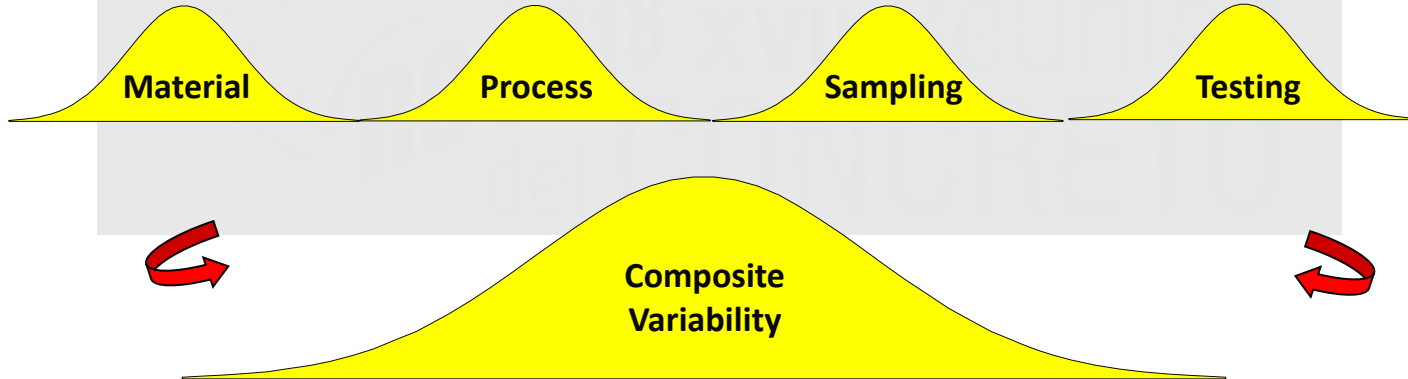 Material
Process
Sampling
Testing
Composite
Variability